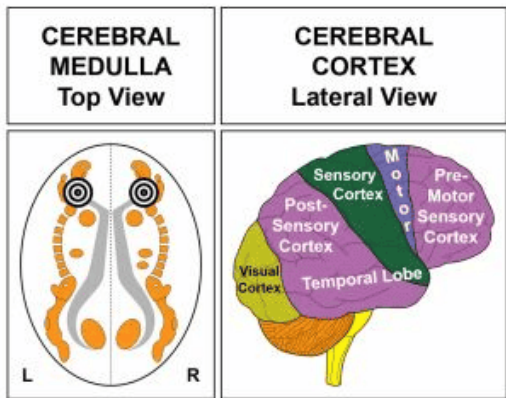 CEREBRAL
MEDULLA
Top View
CEREBRAL
CORTEX
Lateral View
L
R
Sensory
Cortex
Motor
Pre-
Motor
Sensory
Cortex
Post-
Sensory
Cortex
Temporal Lobe
Visual
Cortex